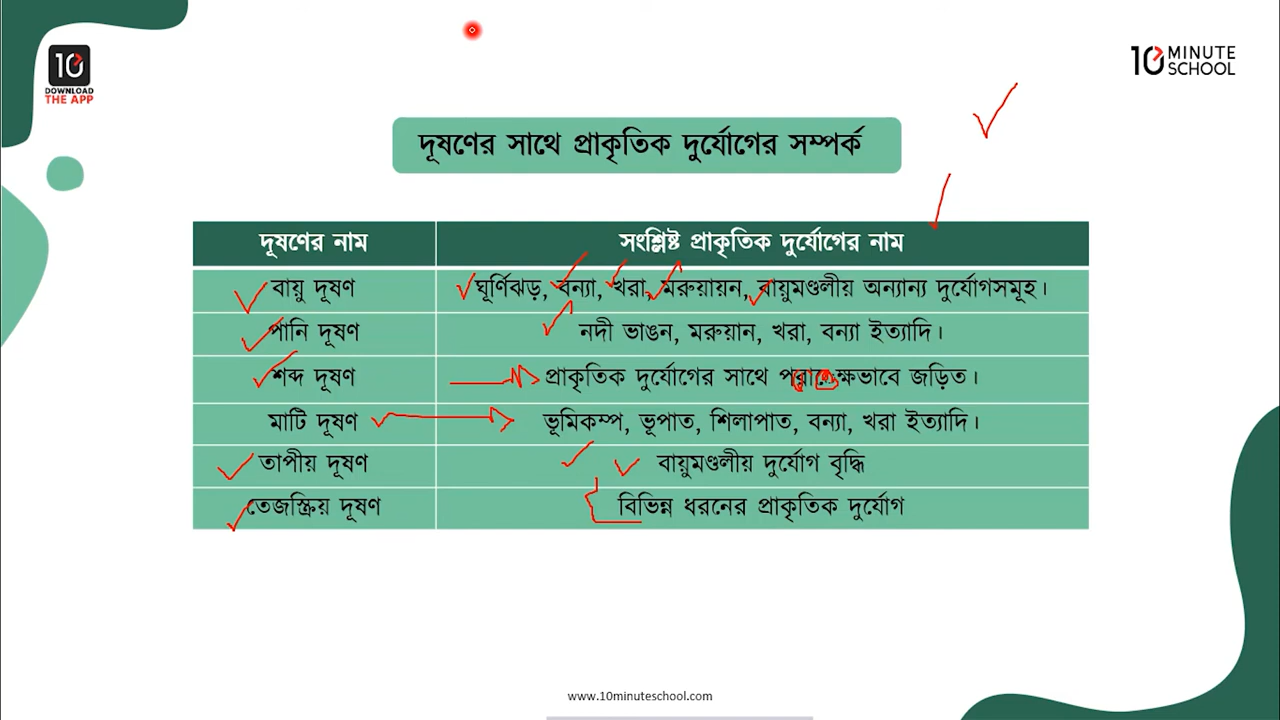 10
DOWNLOAD
THE APP
10 MINUTE
SCHOOL
দূষণের সাথে প্রাকৃতিক দুর্যোগের সম্পর্ক
দূষণের নাম সংশ্লিষ্ট প্রাকৃতিক দুর্যোগের নাম
বায়ু দূষণ ঘূর্ণিঝড়, বন্যা, খরা, মরুয়ায়ন, বায়ুমণ্ডলীয় অন্যান্য দুর্যোগসমূহ।
পানি দূষণ নদী ভাঙন, মরুয়ান, খরা, বন্যা ইত্যাদি।
শব্দ দূষণ প্রাকৃতিক দুর্যোগের সাথে জড়িত।
মাটি দূষণ ভূমিকম্প, ভূপাত, শিলাপাত, বন্যা, খরা ইত্যাদি।
তাপীয় দূষণ বায়ুমণ্ডলীয় দুর্যোগ বৃদ্ধি
তেজস্ক্রিয় দূষণ বিভিন্ন ধরনের প্রাকৃতিক দুর্যোগ
www.10minuteschool.com